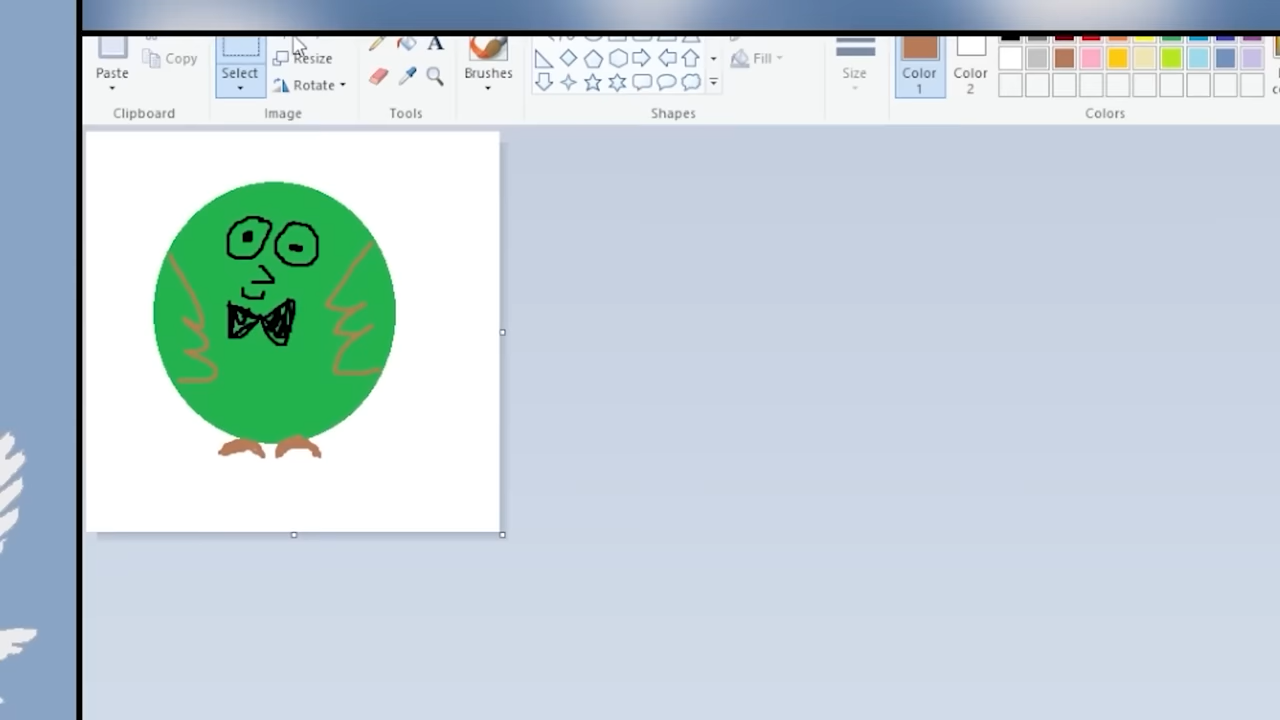 Paste
Copy
Clipboard
Select
Resize
Rotate
Image
A
Tools
Brushes
Shapes
Fill
Size
Color
1
Color
2
Colors